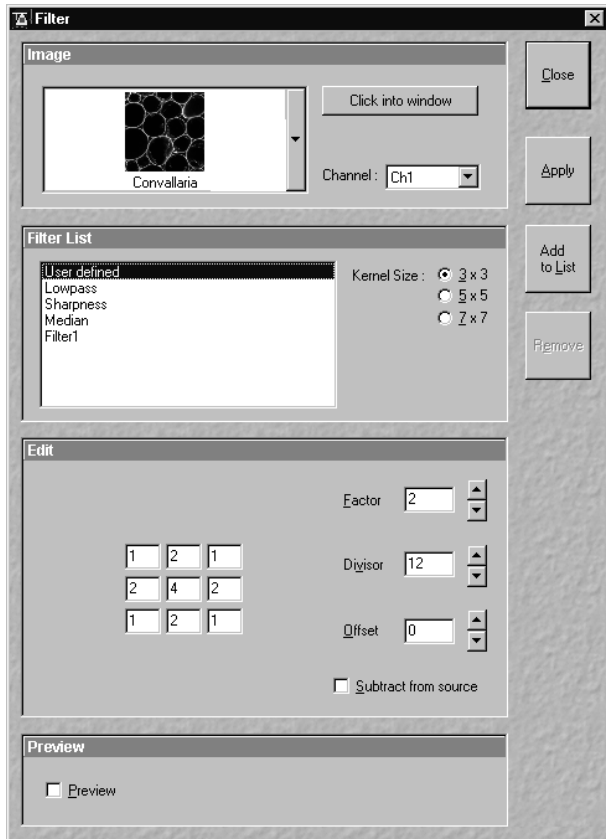 Filter
Image
Close
Click into window
Convallaria
Channel : Ch1
Apply
Filter List
Add
to List
User defined
Lowpass
Sharpness
Median
Filter1
Kernel Size :
3 x 3
5 x 5
7 x 7
Remove
Edit
Factor 2
1 2 1
Divisor 12
2 4 2
1 2 1
Offset 0
Subtract from source
Preview
Preview